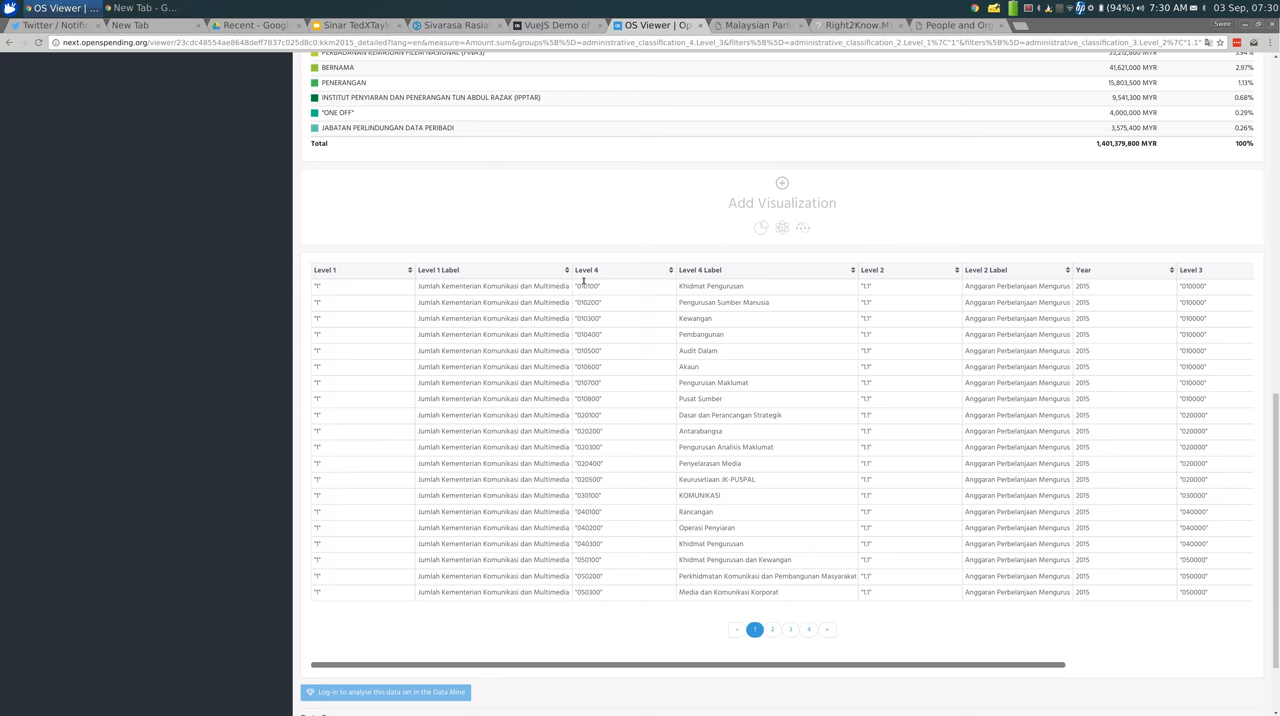 OS Viewer | ... New Tab - G...
(94%) 7:30 AM 8.95 GB 07:30
Twitter / Notific Recent - Google Sinar TedXTaylo Sivarasa Rasia VueJS Demo of OS Viewer | Op Malaysian Parli Right2Know.M People and Org Swee
next.openspending.org/viewer/23cdc48554ae8648deff7837c025d8c0:kkm2015_detailed?lang=en&measure=Amount.sum&groups%5B%5D=administrative_classification_4.Level_3&filters%5B%5D=administrative_classification_3.Level_2%7C"1"&filters%5B%5D=administrative_classification_2.Level_1%7C"1.1"
BERNAMA 41,621,000 MYR 2.97%
PENERANGAN 15,803,500 MYR 1.13%
INSTITUT PENYIARAN DAN PENERANGAN TUN ABDUL RAZAK (IPPTAR) 9,541,300 MYR 0.68%
"ONE OFF" 4,000,000 MYR 0.29%
JABATAN PERLINDUNGAN DATA PERIBADI 3,575,400 MYR 0.26%
Total 1,401,379,800 MYR 100%
Add Visualization
Level 1 Level 1 Label Level 4 Level 4 Label Level 2 Level 2 Label Year Level 3
"1" Jumlah Kementerian Komunikasi dan Multimedia "010100" Khidmat Pengurusan "1.1" Anggaran Perbelanjaan Mengurus 2015 "010000"
"1" Jumlah Kementerian Komunikasi dan Multimedia "010200" Pengurusan Sumber Manusia "1.1" Anggaran Perbelanjaan Mengurus 2015 "010000"
"1" Jumlah Kementerian Komunikasi dan Multimedia "010300" Kewangan "1.1" Anggaran Perbelanjaan Mengurus 2015 "010000"
"1" Jumlah Kementerian Komunikasi dan Multimedia "010400" Pembangunan "1.1" Anggaran Perbelanjaan Mengurus 2015 "010000"
"1" Jumlah Kementerian Komunikasi dan Multimedia "010500" Audit Dalam "1.1" Anggaran Perbelanjaan Mengurus 2015 "010000"
"1" Jumlah Kementerian Komunikasi dan Multimedia "010600" Akaun "1.1" Anggaran Perbelanjaan Mengurus 2015 "010000"
"1" Jumlah Kementerian Komunikasi dan Multimedia "010700" Pengurusan Maklumat "1.1" Anggaran Perbelanjaan Mengurus 2015 "010000"
"1" Jumlah Kementerian Komunikasi dan Multimedia "010800" Pusat Sumber "1.1" Anggaran Perbelanjaan Mengurus 2015 "010000"
"1" Jumlah Kementerian Komunikasi dan Multimedia "020100" Dasar dan Perancangan Strategik "1.1" Anggaran Perbelanjaan Mengurus 2015 "020000"
"1" Jumlah Kementerian Komunikasi dan Multimedia "020200" Antarabangsa "1.1" Anggaran Perbelanjaan Mengurus 2015 "020000"
"1" Jumlah Kementerian Komunikasi dan Multimedia "020300" Pengurusan Analisis Maklumat "1.1" Anggaran Perbelanjaan Mengurus 2015 "020000"
"1" Jumlah Kementerian Komunikasi dan Multimedia "020400" Penyelarasan Media "1.1" Anggaran Perbelanjaan Mengurus 2015 "020000"
"1" Jumlah Kementerian Komunikasi dan Multimedia "020500" Keurusetiaan JK-PUSPAL "1.1" Anggaran Perbelanjaan Mengurus 2015 "020000"
"1" Jumlah Kementerian Komunikasi dan Multimedia "030100" KOMUNIKASI "1.1" Anggaran Perbelanjaan Mengurus 2015 "030000"
"1" Jumlah Kementerian Komunikasi dan Multimedia "040100" Rancangan "1.1" Anggaran Perbelanjaan Mengurus 2015 "040000"
"1" Jumlah Kementerian Komunikasi dan Multimedia "040200" Operasi Penyiaran "1.1" Anggaran Perbelanjaan Mengurus 2015 "040000"
"1" Jumlah Kementerian Komunikasi dan Multimedia "040300" Khidmat Pengurusan "1.1" Anggaran Perbelanjaan Mengurus 2015 "040000"
"1" Jumlah Kementerian Komunikasi dan Multimedia "050100" Khidmat Pengurusan dan Kewangan "1.1" Anggaran Perbelanjaan Mengurus 2015 "050000"
"1" Jumlah Kementerian Komunikasi dan Multimedia "050200" Perkhidmatan Komunikasi dan Pembangunan Masyarakat "1.1" Anggaran Perbelanjaan Mengurus 2015 "050000"
"1" Jumlah Kementerian Komunikasi dan Multimedia "050300" Media dan Komunikasi Korporat "1.1" Anggaran Perbelanjaan Mengurus 2015 "050000"
« 1 2 3 4 »
Log-in to analyse this data set in the Data Mine